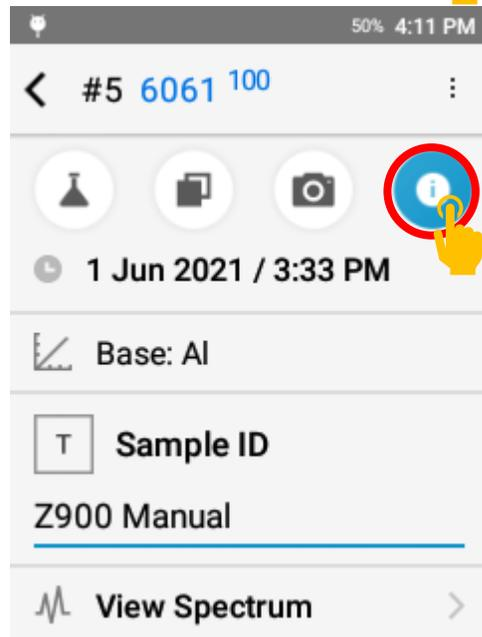 50% 4:11 PM
#5 6061 100
1 Jun 2021 / 3:33 PM
Base: Al
T Sample ID
Z900 Manual
View Spectrum